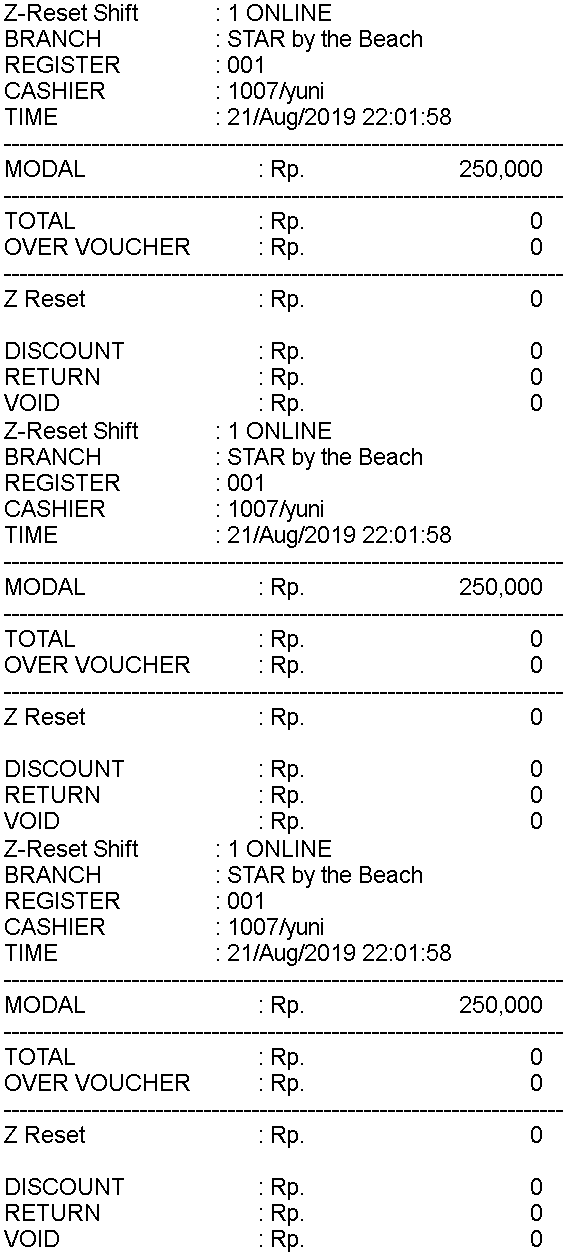 Z-Reset Shift : 1 ONLINE
BRANCH : STAR by the Beach
REGISTER : 001
CASHIER : 1007/yuni
TIME : 21/Aug/2019 22:01:58
----------------------------------------------------------------------
MODAL : Rp. 250,000
----------------------------------------------------------------------
TOTAL : Rp. 0
OVER VOUCHER : Rp. 0
----------------------------------------------------------------------
Z Reset : Rp. 0
DISCOUNT : Rp. 0
RETURN : Rp. 0
VOID : Rp. 0
Z-Reset Shift : 1 ONLINE
BRANCH : STAR by the Beach
REGISTER : 001
CASHIER : 1007/yuni
TIME : 21/Aug/2019 22:01:58
----------------------------------------------------------------------
MODAL : Rp. 250,000
----------------------------------------------------------------------
TOTAL : Rp. 0
OVER VOUCHER : Rp. 0
----------------------------------------------------------------------
Z Reset : Rp. 0
DISCOUNT : Rp. 0
RETURN : Rp. 0
VOID : Rp. 0
Z-Reset Shift : 1 ONLINE
BRANCH : STAR by the Beach
REGISTER : 001
CASHIER : 1007/yuni
TIME : 21/Aug/2019 22:01:58
----------------------------------------------------------------------
MODAL : Rp. 250,000
----------------------------------------------------------------------
TOTAL : Rp. 0
OVER VOUCHER : Rp. 0
----------------------------------------------------------------------
Z Reset : Rp. 0
DISCOUNT : Rp. 0
RETURN : Rp. 0
VOID : Rp. 0